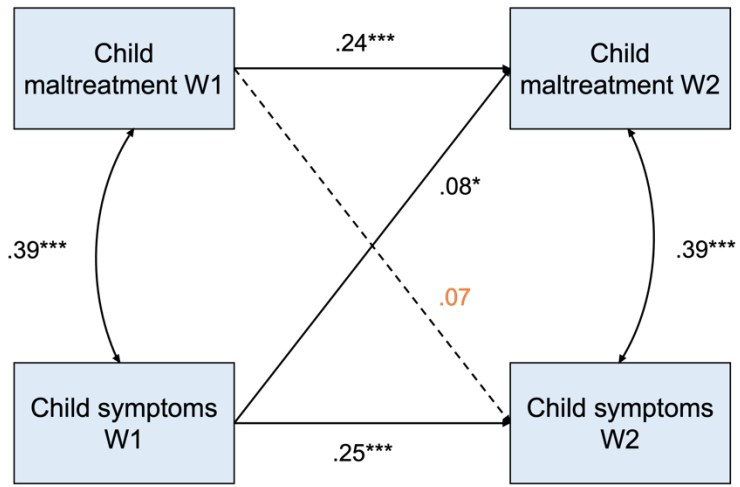 Child
maltreatment W1
.24***
Child
maltreatment W2
.08*
.39***
.39***
.07
Child symptoms
W1
.25***
Child symptoms
W2